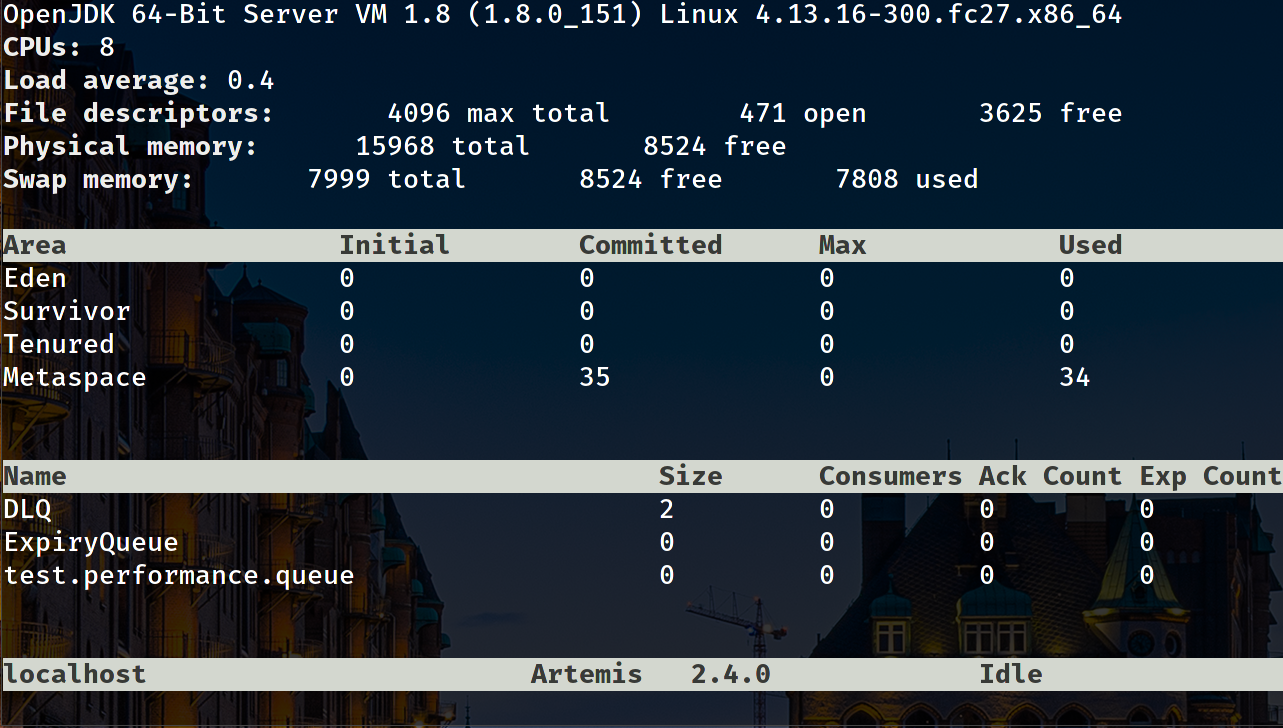 OpenJDK 64-Bit Server VM 1.8 (1.8.0_151) Linux 4.13.16-300.fc27.x86_64
CPUs: 8
Load average: 0.4
File descriptors: 4096 max total 471 open 3625 free
Physical memory: 15968 total 8524 free
Swap memory: 7999 total 8524 free 7808 used
Area Initial Committed Max Used
Eden 0 0 0 0
Survivor 0 0 0 0
Tenured 0 0 0 0
Metaspace 0 35 0 34
Name Size Consumers Ack Count Exp Count
DLQ 2 0 0 0
ExpiryQueue 0 0 0 0
test.performance.queue 0 0 0 0
localhost Artemis 2.4.0 Idle